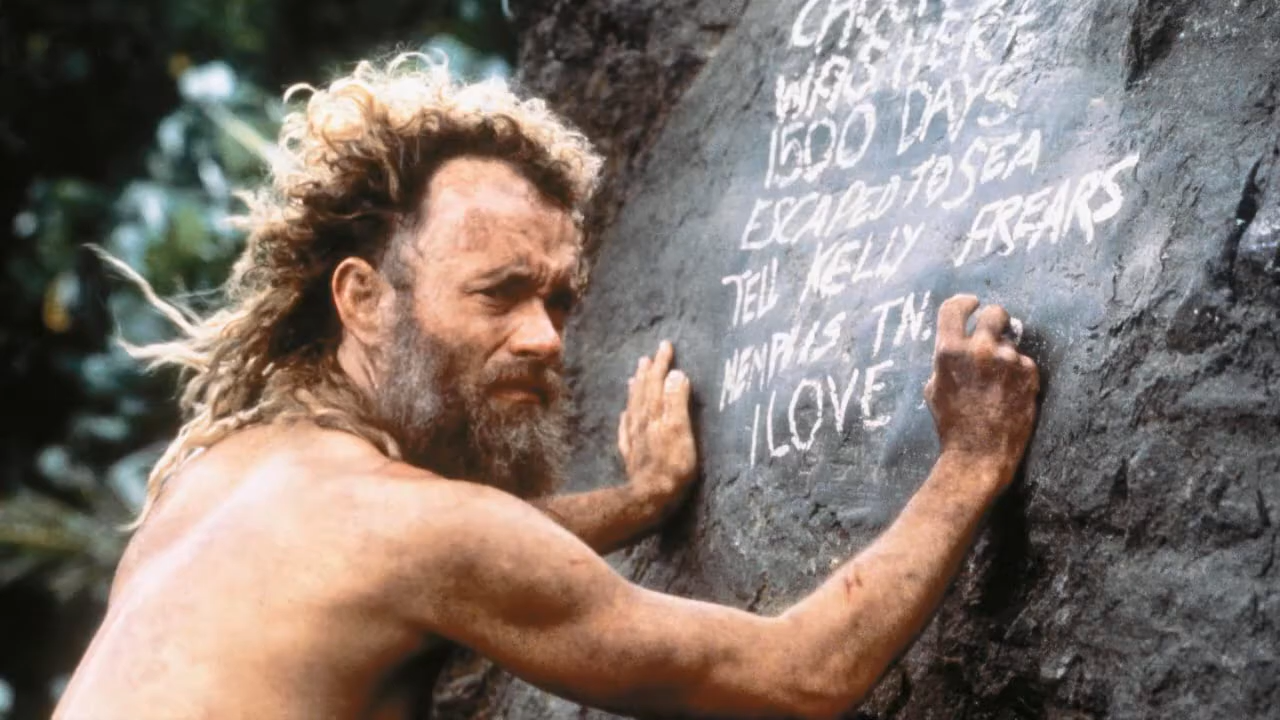 WAS HERE
1500 DAYS
ESCAPED TO SEA
TELL KELLY FREARS
MEMPHIS TN.
I LOVE